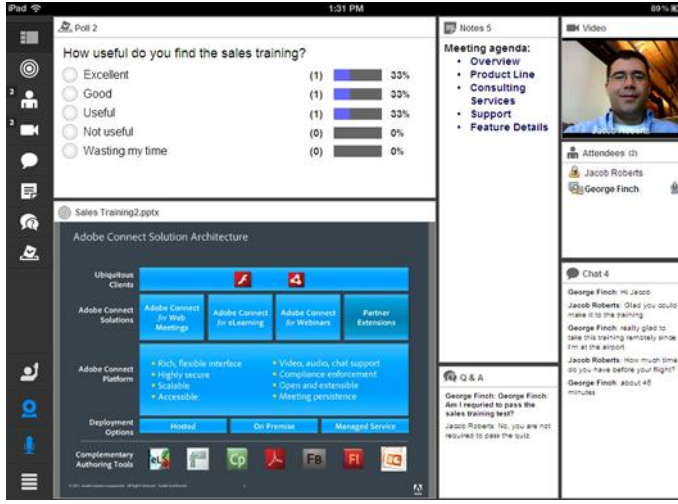 iPad
1:31 PM
89%
Poll 2
How useful do you find the sales training?
Excellent (1) 33%
Good (1) 33%
Useful (1) 33%
Not useful (0) 0%
Wasting my time (0) 0%
Sales Training2.pptx
Adobe Connect Solution Architecture
Ubiquitous
Clients
Adobe Connect
Solutions
Adobe Connect
for Web
Meetings
Adobe Connect
for eLearning
Adobe Connect
for Webinars
Partner
Extensions
Adobe Connect
Platform
• Rich, flexible interface
• Highly secure
• Scalable
• Accessible
• Video, audio, chat support
• Compliance enforcement
• Open and extensible
• Meeting persistence
Deployment
Options
Hosted
On Premise
Managed Service
Complementary
Authoring Tools
Cp
FB
Fl
Notes 5
Meeting agenda:
• Overview
• Product Line
• Consulting
Services
• Support
• Feature Details
Q & A
George Finch: George Finch:
Am I requried to pass the
sales training test?
Jacob Roberts: No, you are not
required to pass the quiz.
Video
Jacob Roberts
Attendees (2)
Jacob Roberts
George Finch
Chat 4
George Finch: Hi Jacob
Jacob Roberts: Glad you could
make it to the training
George Finch: really glad to
take this training remotely since
I'm at the airport
Jacob Roberts: How much time
do you have before your flight?
George Finch: about 45
minutes
2
2